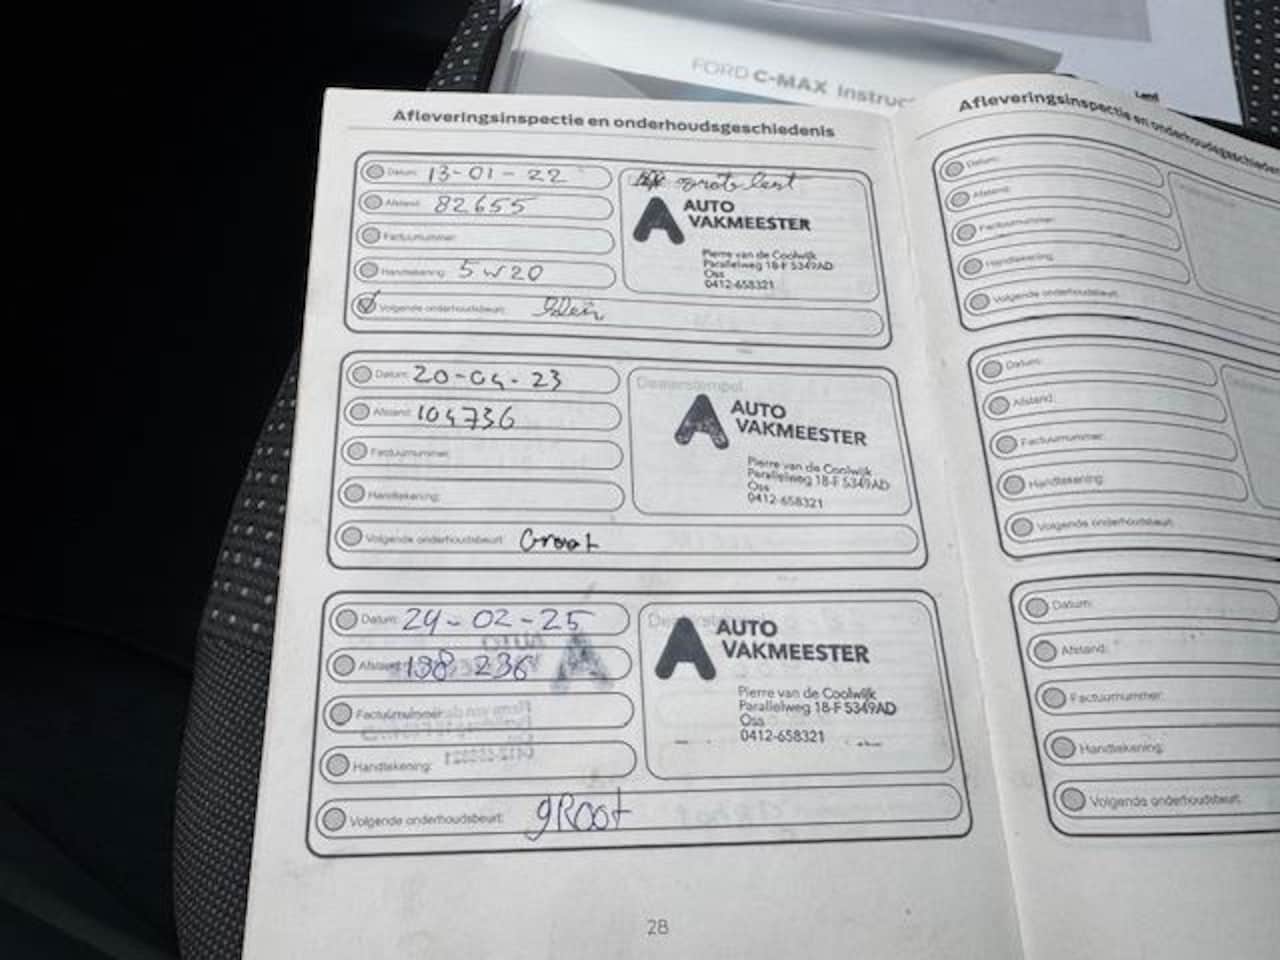 FORD C-MAX Instruc
Land
Afleveringsinspectie en onderhoudsgeschiedenis
Datum: 13-01-22
Afstand: 82655
Factuurnummer:
Handtekening: 5W20
Volgende onderhoudsbeurt:
AUTO
VAKMEESTER
Pierre van de Coolwijk
Parallelweg 18-F 5349AD
Oss
0412-658321
Datum: 20-04-23
Afstand: 104736
Factuurnummer:
Handtekening:
Volgende onderhoudsbeurt: Groot
Dealerstempel
AUTO
VAKMEESTER
Pierre van de Coolwijk
Parallelweg 18-F 5349AD
Oss
0412-658321
Datum: 24-02-25
Afstand: 138 236
Factuurnummer:
Handtekening:
Volgende onderhoudsbeurt: gRoot
AUTO
VAKMEESTER
Pierre van de Coolwijk
Parallelweg 18-F 5349AD
Oss
0412-658321
28
Afleveringsinspectie en onderhoudsgeschieden
Datum:
Afstand:
Factuurnummer:
Handtekening:
Volgende onderhoudsbeurt:
Datum:
Afstand:
Factuurnummer:
Handtekening:
Volgende onderhoudsbeurt:
Datum:
Afstand:
Factuurnummer:
Handtekening:
Volgende onderhoudsbeurt: